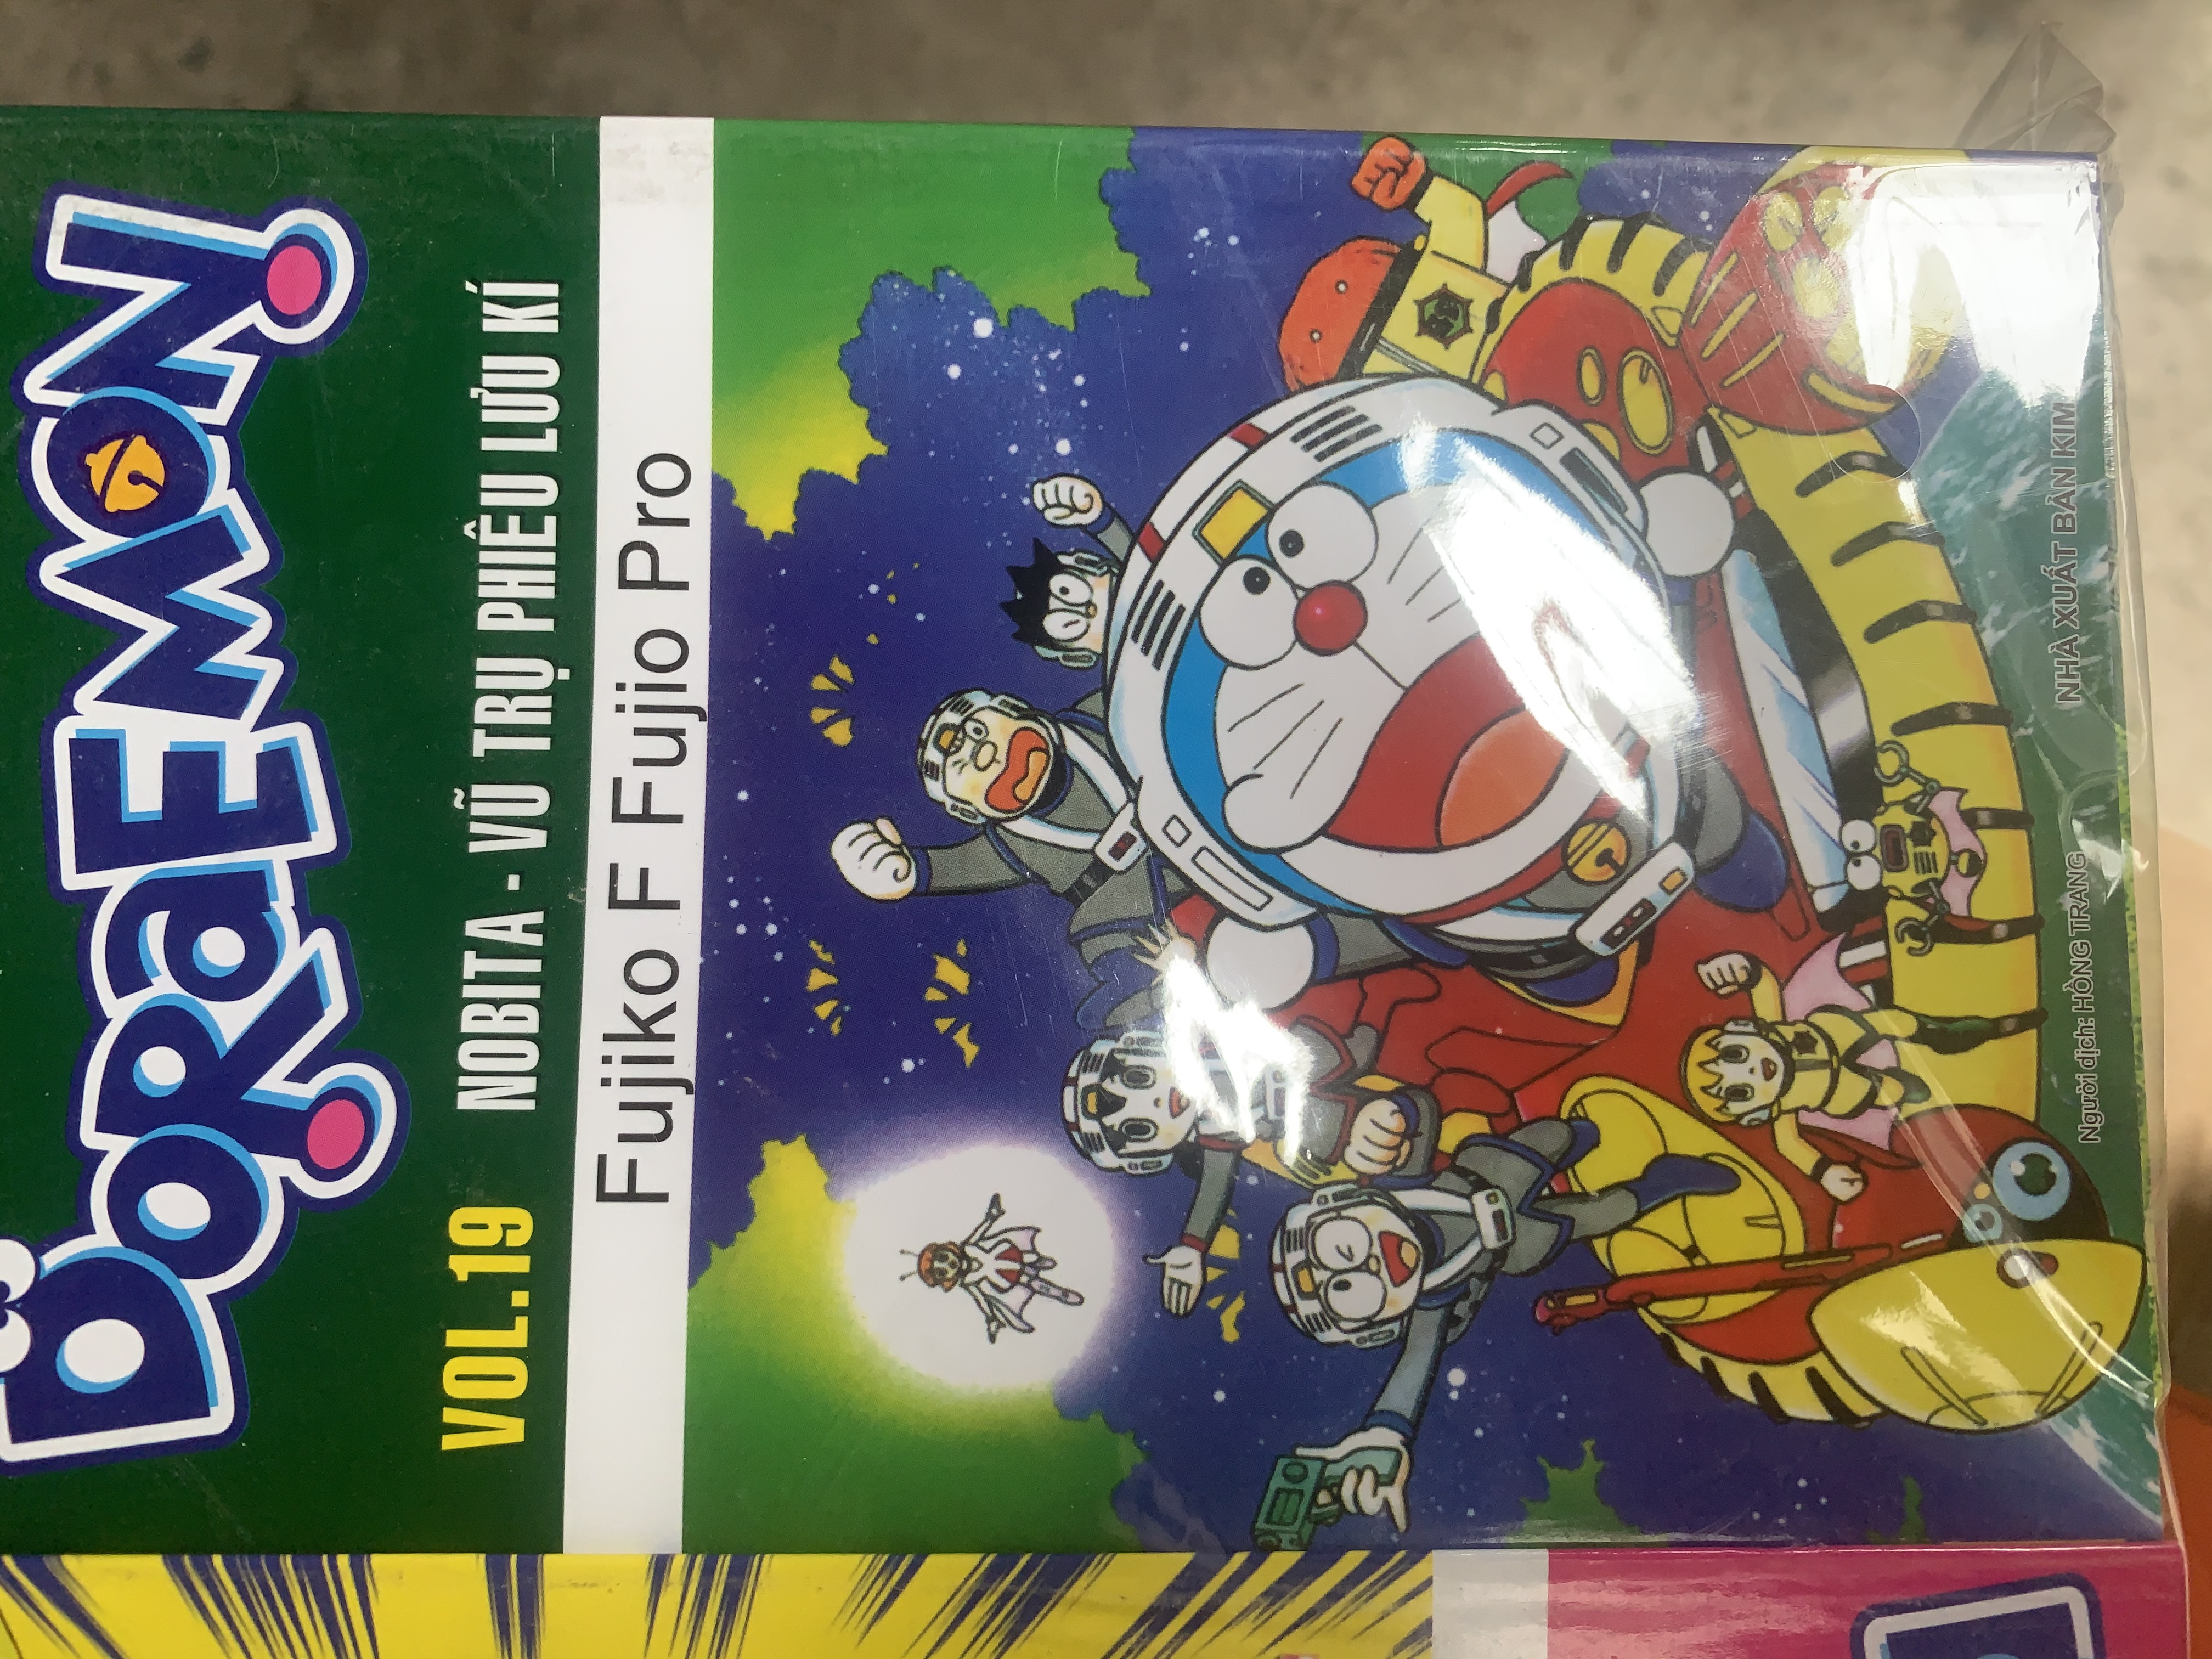 DORAEMON
VOL.19 NOBITA - VŨ TRỤ PHIÊU LƯU KÍ
Fujiko F Fujio Pro
Người dịch: HỒNG TRANG
NHÀ XUẤT BẢN KIM